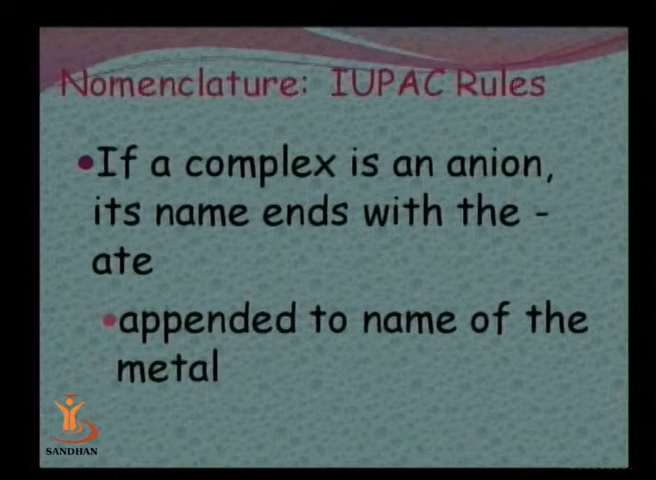 Nomenclature: IUPAC Rules
•If a complex is an anion,
its name ends with the -
ate
•appended to name of the
metal
SANDHAN